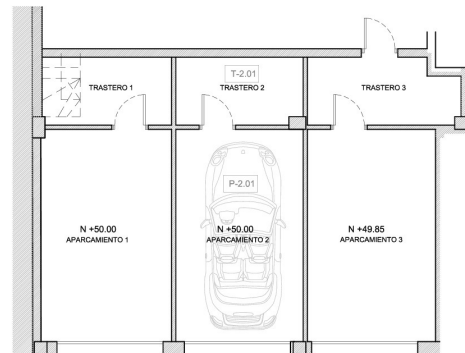 T-2.01
TRASTERO 1
TRASTERO 2
TRASTERO 3
P-2.01
N +50.00
APARCAMIENTO 1
N +50.00
APARCAMIENTO 2
N +49.85
APARCAMIENTO 3